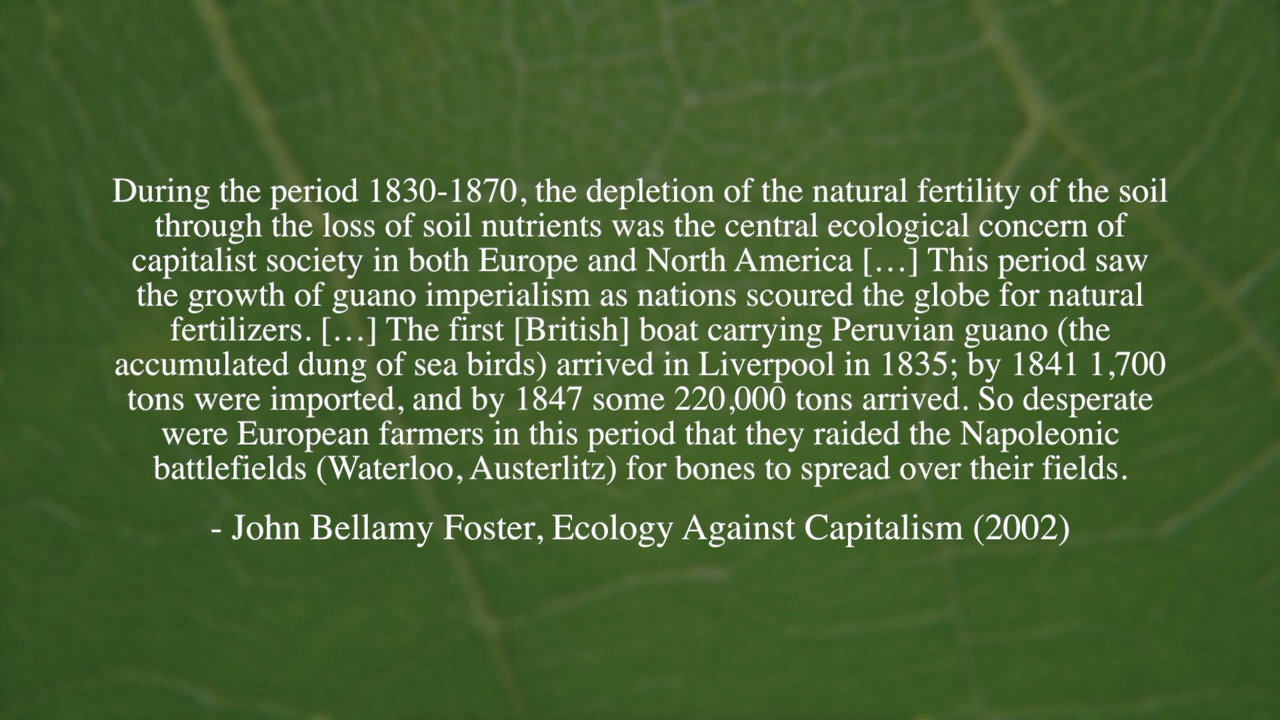 During the period 1830-1870, the depletion of the natural fertility of the soil
through the loss of soil nutrients was the central ecological concern of
capitalist society in both Europe and North America […] This period saw
the growth of guano imperialism as nations scoured the globe for natural
fertilizers. […] The first [British] boat carrying Peruvian guano (the
accumulated dung of sea birds) arrived in Liverpool in 1835; by 1841 1,700
tons were imported, and by 1847 some 220,000 tons arrived. So desperate
were European farmers in this period that they raided the Napoleonic
battlefields (Waterloo, Austerlitz) for bones to spread over their fields.
- John Bellamy Foster, Ecology Against Capitalism (2002)